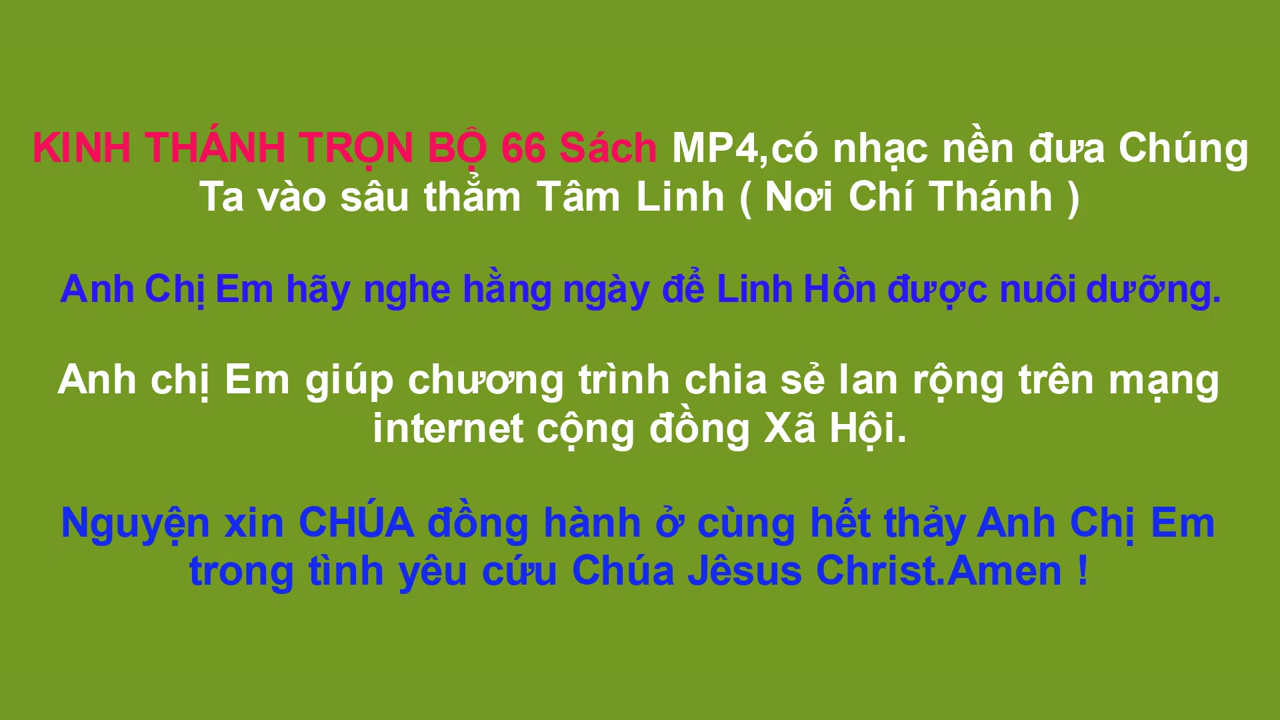 KINH THÁNH TRỌN BỘ 66 Sách MP4,có nhạc nền đưa Chúng
Ta vào sâu thẳm Tâm Linh ( Nơi Chí Thánh )
Anh Chị Em hãy nghe hằng ngày để Linh Hồn được nuôi dưỡng.
Anh chị Em giúp chương trình chia sẻ lan rộng trên mạng
internet cộng đồng Xã Hội.
Nguyện xin CHÚA đồng hành ở cùng hết thảy Anh Chị Em
trong tình yêu cứu Chúa Jêsus Christ.Amen !